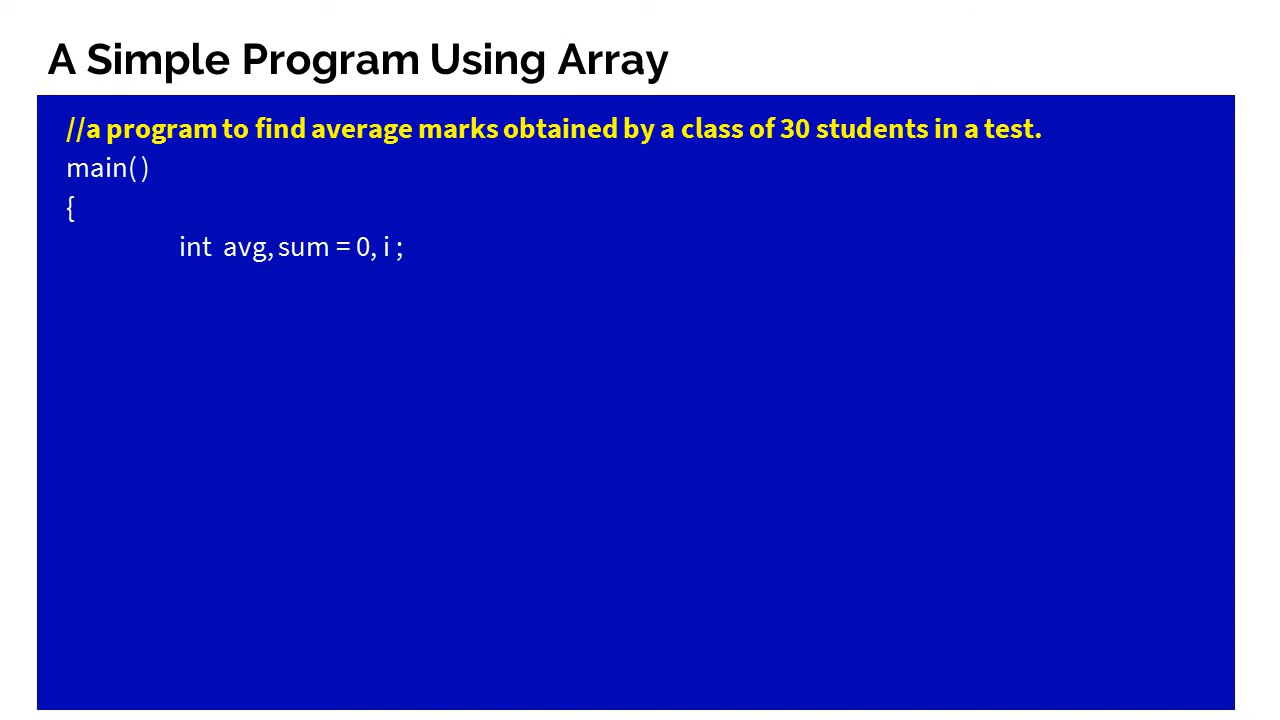 A Simple Program Using Array
//a program to find average marks obtained by a class of 30 students in a test.
main( )
{
int avg, sum = 0, i ;